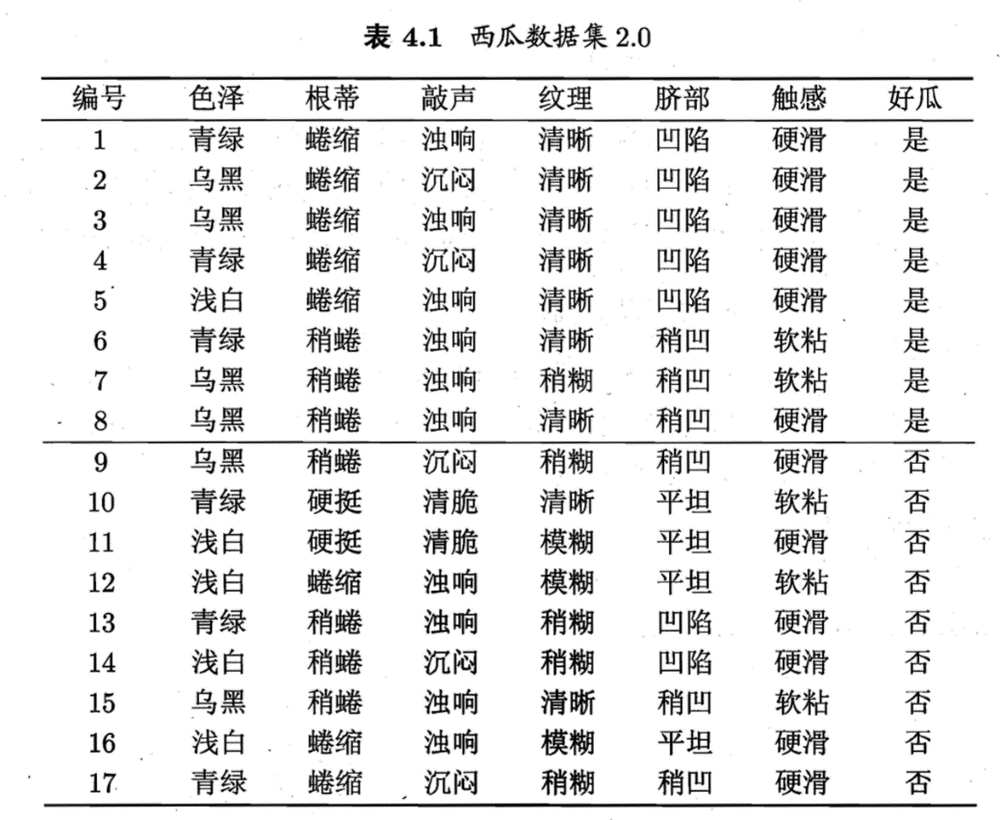 表 4.1 西瓜数据集 2.0
编号 色泽 根蒂 敲声 纹理 脐部 触感 好瓜
1 青绿 蜷缩 浊响 清晰 凹陷 硬滑 是
2 乌黑 蜷缩 沉闷 清晰 凹陷 硬滑 是
3 乌黑 蜷缩 浊响 清晰 凹陷 硬滑 是
4 青绿 蜷缩 沉闷 清晰 凹陷 硬滑 是
5 浅白 蜷缩 浊响 清晰 凹陷 硬滑 是
6 青绿 稍蜷 浊响 清晰 稍凹 软粘 是
7 乌黑 稍蜷 浊响 稍糊 稍凹 软粘 是
8 乌黑 稍蜷 浊响 清晰 稍凹 硬滑 是
9 乌黑 稍蜷 沉闷 稍糊 稍凹 硬滑 否
10 青绿 硬挺 清脆 清晰 平坦 软粘 否
11 浅白 硬挺 清脆 模糊 平坦 硬滑 否
12 浅白 蜷缩 浊响 模糊 平坦 软粘 否
13 青绿 稍蜷 浊响 稍糊 凹陷 硬滑 否
14 浅白 稍蜷 沉闷 稍糊 凹陷 硬滑 否
15 乌黑 稍蜷 浊响 清晰 稍凹 软粘 否
16 浅白 蜷缩 浊响 模糊 平坦 硬滑 否
17 青绿 蜷缩 沉闷 稍糊 稍凹 硬滑 否